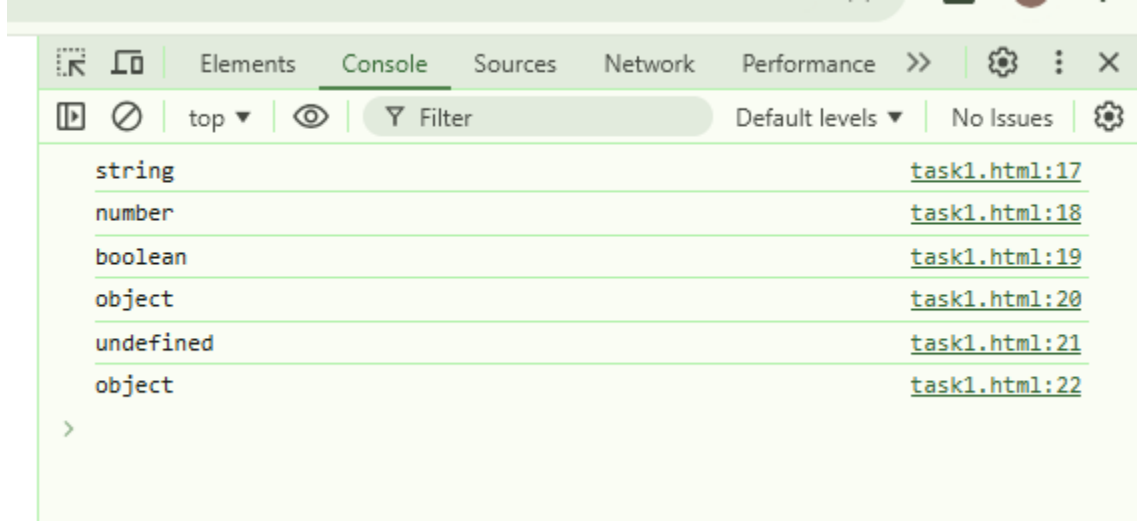 Elements Console Sources Network Performance
top Filter Default levels No Issues
string task1.html:17
number task1.html:18
boolean task1.html:19
object task1.html:20
undefined task1.html:21
object task1.html:22